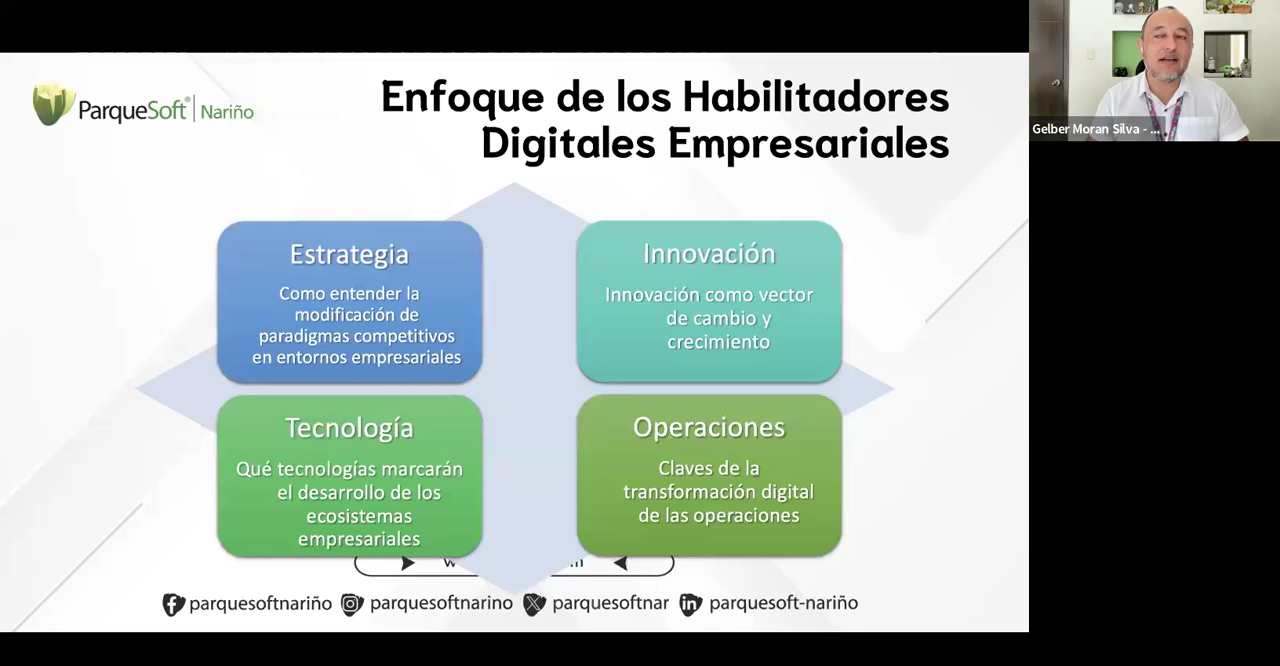 ParqueSoft® | Nariño
Enfoque de los Habilitadores
Digitales Empresariales
Gelber Moran Silva - ...
Estrategia
Como entender la
modificación de
paradigmas competitivos
en entornos empresariales
Innovación
Innovación como vector
de cambio y
crecimiento
Tecnología
Qué tecnologías marcarán
el desarrollo de los
ecosistemas
empresariales
Operaciones
Claves de la
transformación digital
de las operaciones
parquesoftnariño
parquesoftnarino
parquesoftnar
parquesoft-nariño